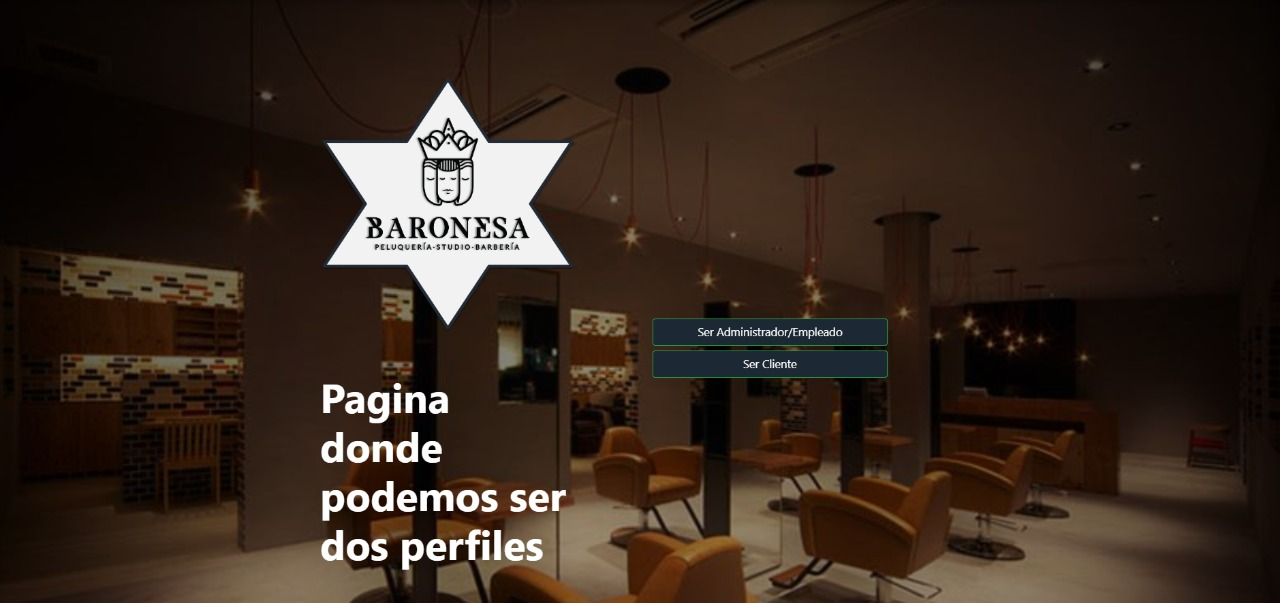 BARONESA
PELUQUERÍA-STUDIO-BARBERÍA
Ser Administrador/Empleado
Ser Cliente
Pagina
donde
podemos ser
dos perfiles